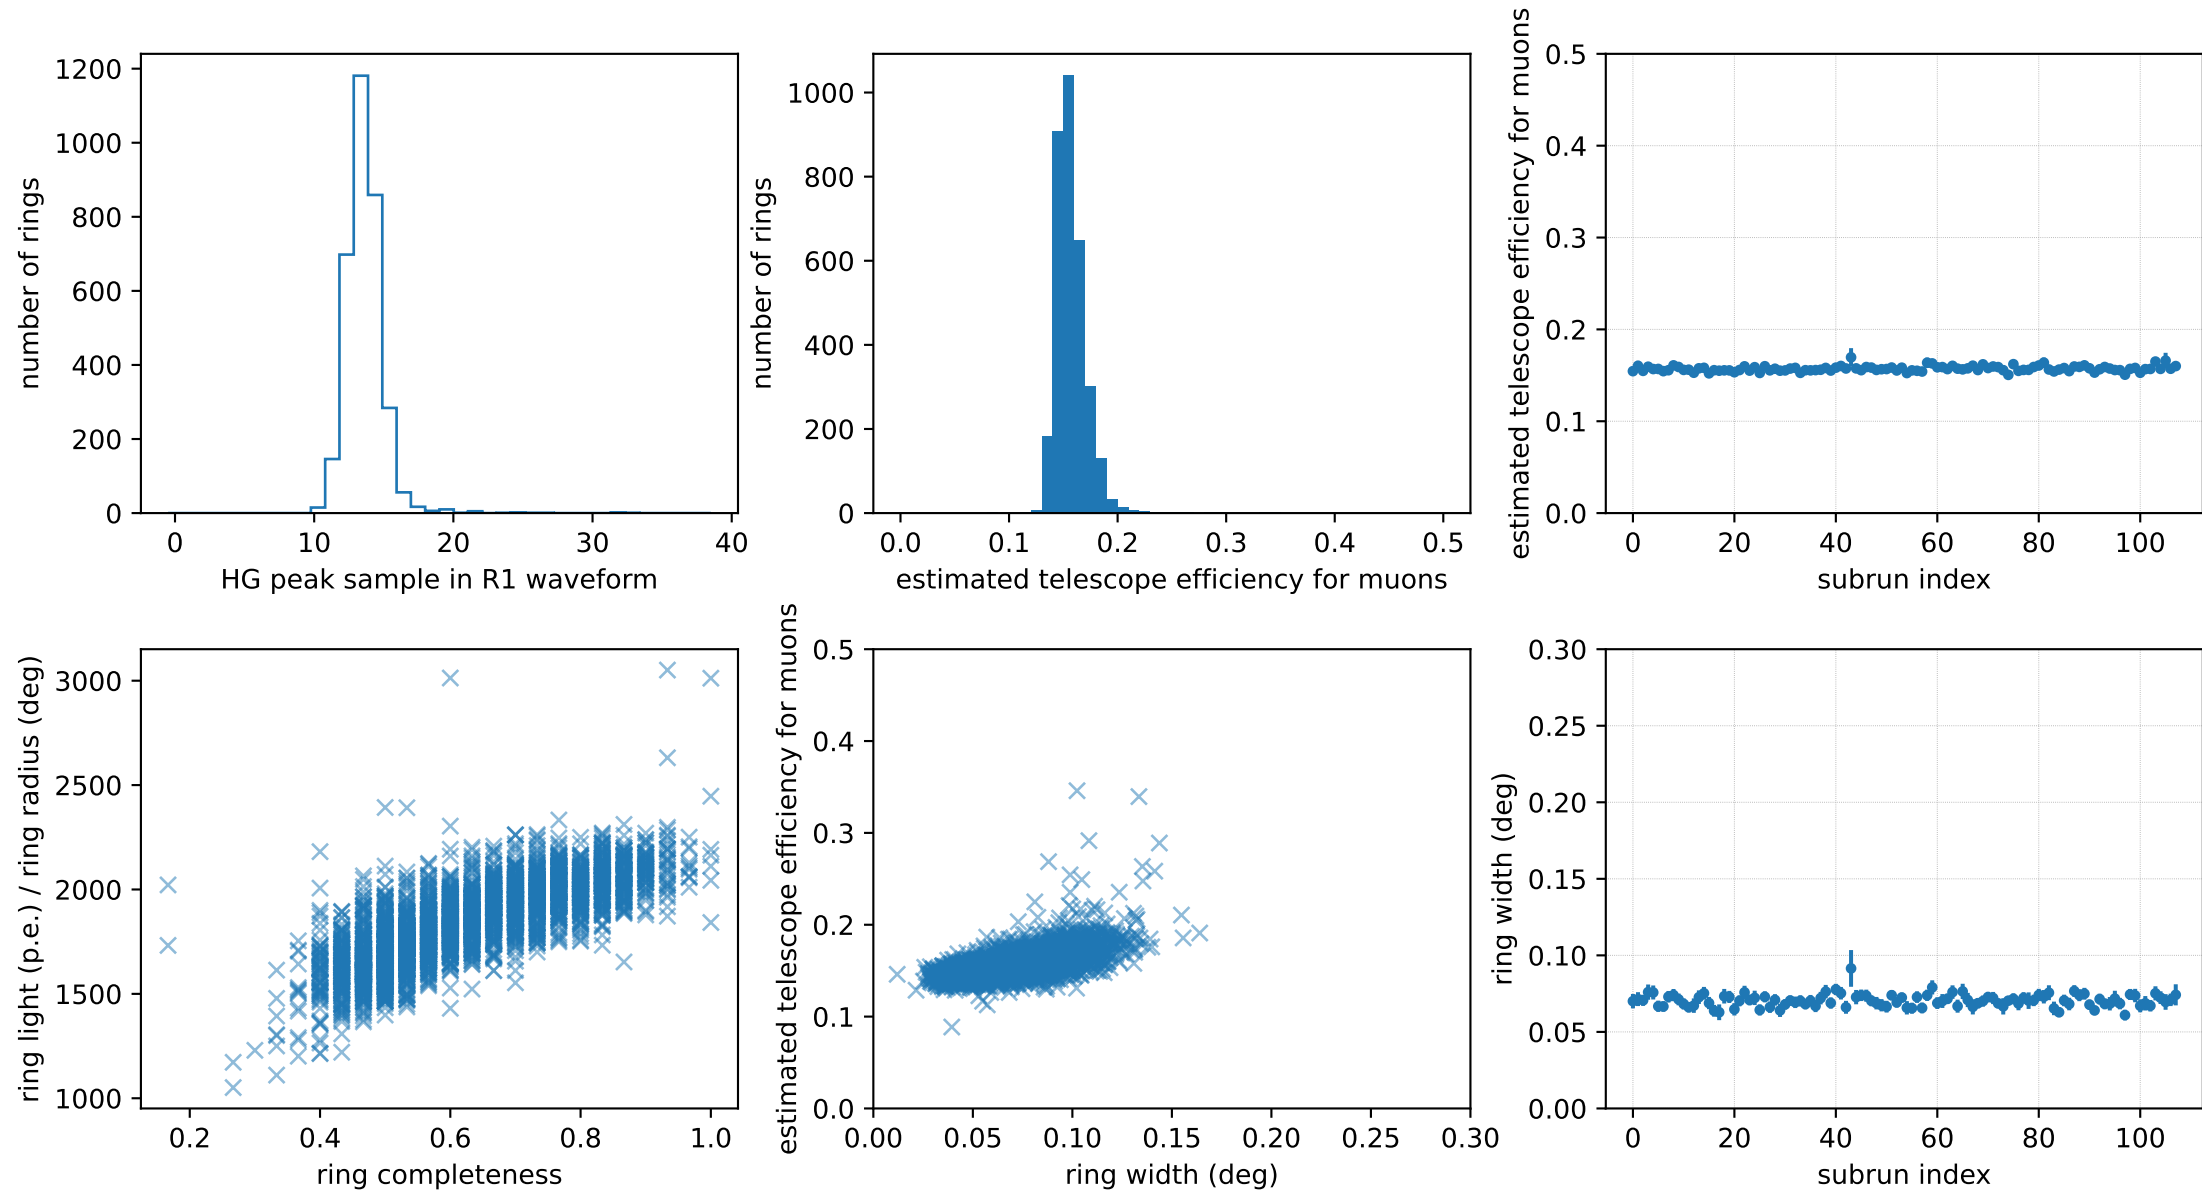 1200
1000
800
600
400
200
0
number of rings
0 10 20 30 40
HG peak sample in R1 waveform
1000
800
600
400
200
0
number of rings
0.0 0.1 0.2 0.3 0.4 0.5
estimated telescope efficiency for muons
0.5
0.4
0.3
0.2
0.1
0.0
estimated telescope efficiency for muons
0 20 40 60 80 100
subrun index
3000
2500
2000
1500
1000
ring light (p.e.) / ring radius (deg)
0.2 0.4 0.6 0.8 1.0
ring completeness
0.5
0.4
0.3
0.2
0.1
0.0
estimated telescope efficiency for muons
0.00 0.05 0.10 0.15 0.20 0.25 0.30
ring width (deg)
0.30
0.25
0.20
0.15
0.10
0.05
0.00
ring width (deg)
0 20 40 60 80 100
subrun index